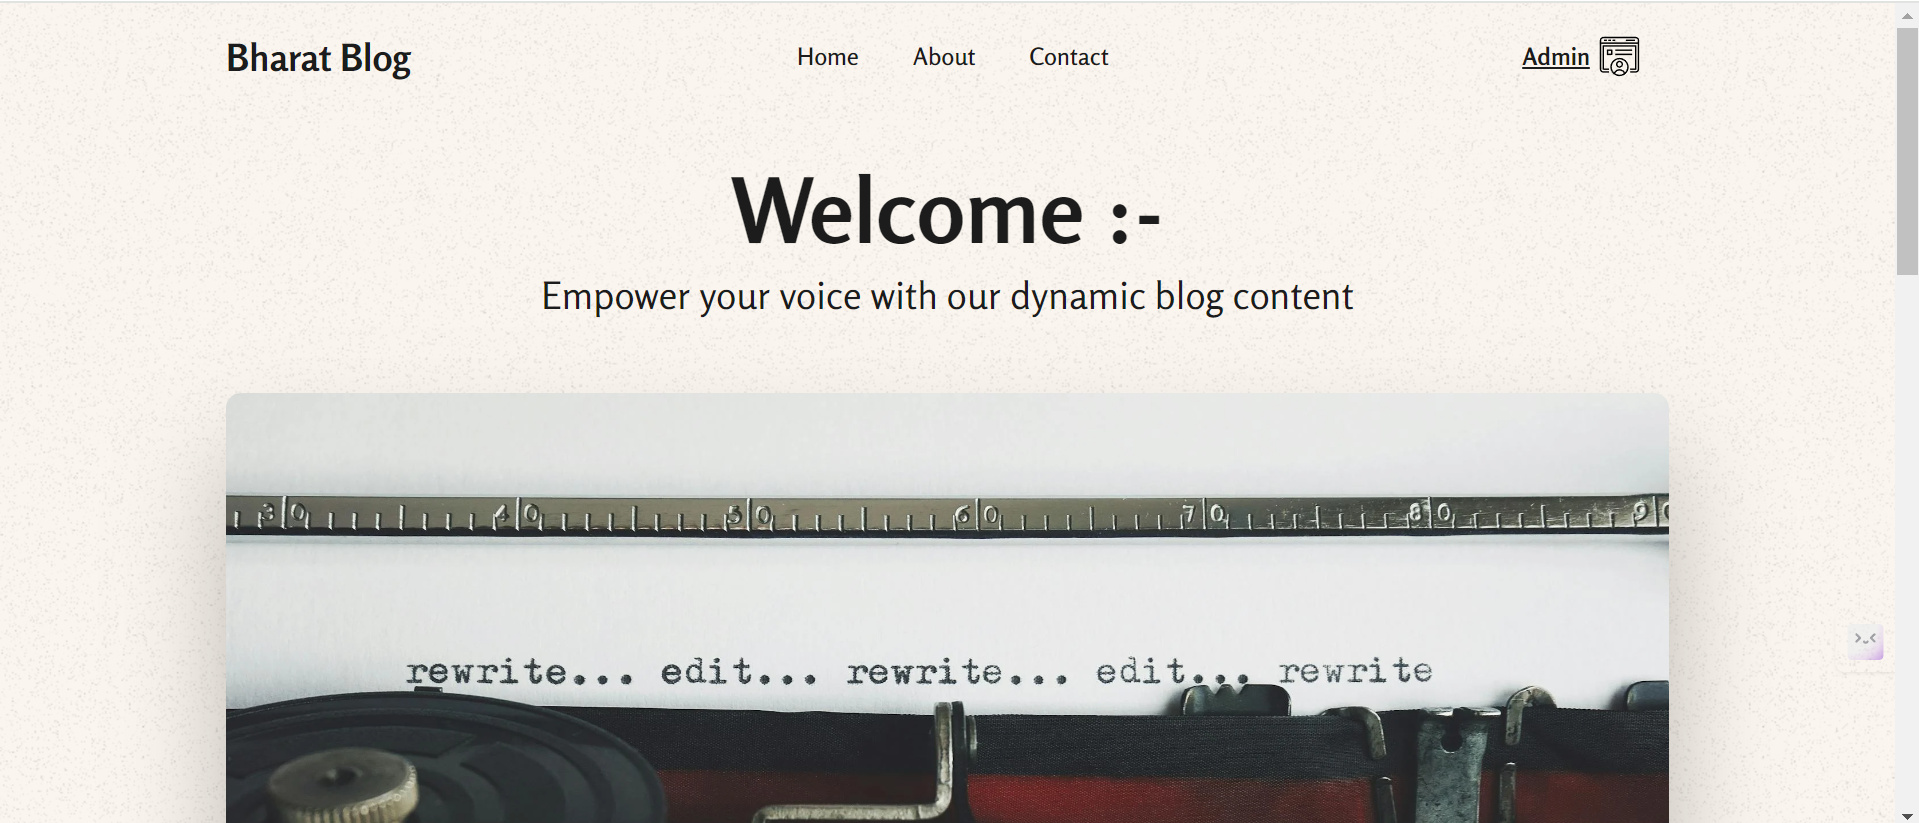 Bharat Blog Home About Contact Admin
Welcome :-
Empower your voice with our dynamic blog content
30 40 50 60 70 80 90
rewrite... edit... rewrite... edit... rewrite